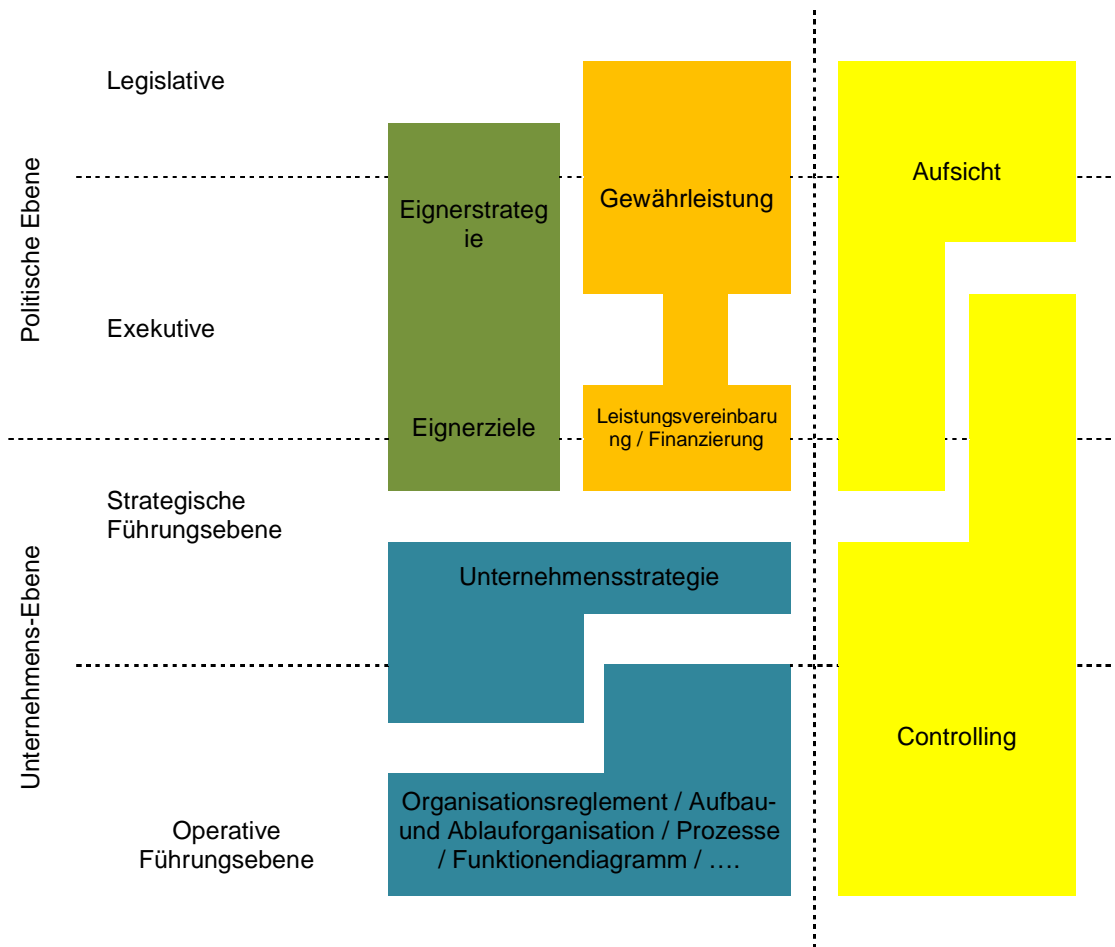 Legislative
Politische Ebene
Aufsicht
Eignerstrateg
ie
Gewährleistung
Exekutive
Eignerziele
Leistungsvereinbaru
ng / Finanzierung
Strategische
Führungsebene
Unternehmens-Ebene
Unternehmensstrategie
Controlling
Operative
Führungsebene
Organisationsreglement / Aufbau-
und Ablauforganisation / Prozesse
/ Funktionendiagramm / ….